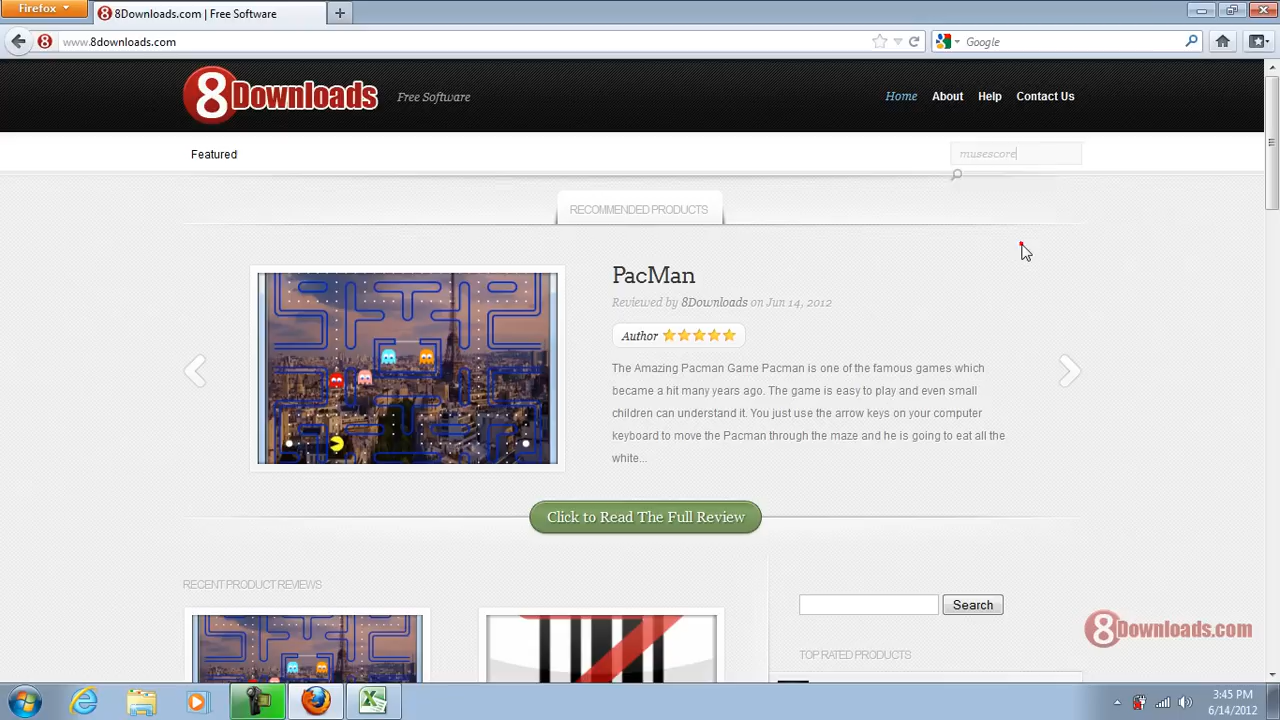 Firefox
8Downloads.com | Free Software
www.8downloads.com
Google
8Downloads
Free Software
Home About Help Contact Us
Featured
musescore
RECOMMENDED PRODUCTS
PacMan
Reviewed by 8Downloads on Jun 14, 2012
Author
The Amazing Pacman Game Pacman is one of the famous games which
became a hit many years ago. The game is easy to play and even small
children can understand it. You just use the arrow keys on your computer
keyboard to move the Pacman through the maze and he is going to eat all the
white...
Click to Read The Full Review
RECENT PRODUCT REVIEWS
Search
8Downloads.com
TOP RATED PRODUCTS
3:45 PM
6/14/2012